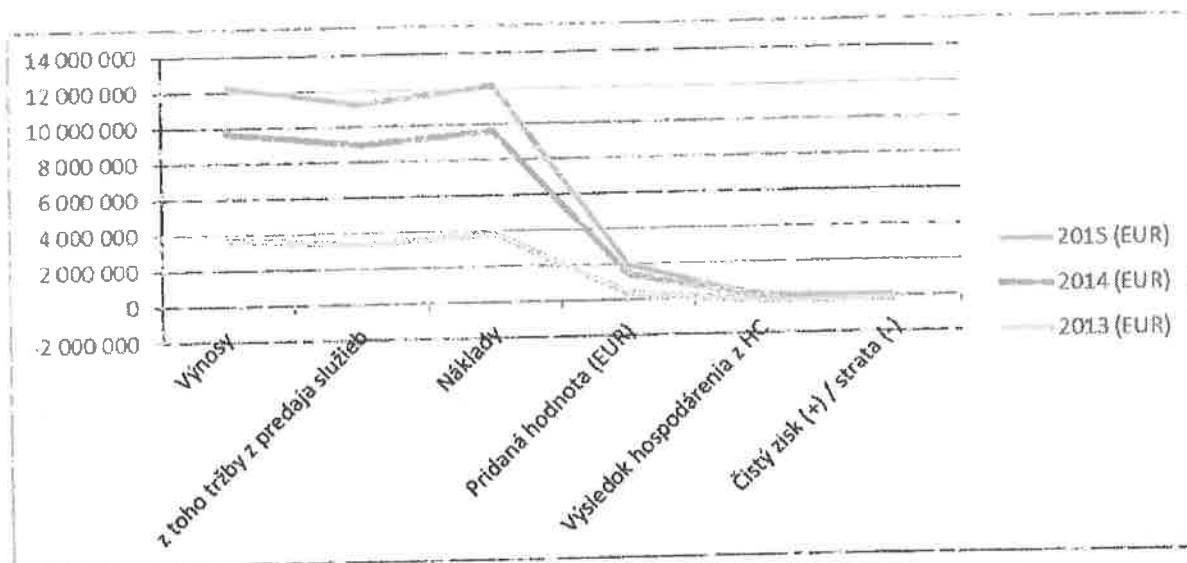 14 000 000
12 000 000
10 000 000
8 000 000
6 000 000
4 000 000
2 000 000
0
-2 000 000
Výnosy
z toho tržby z predaja služieb
Náklady
Pridaná hodnota (EUR)
Výsledok hospodárenia z HČ
Čistý zisk (+) / strata (-)
2015 (EUR)
2014 (EUR)
2013 (EUR)